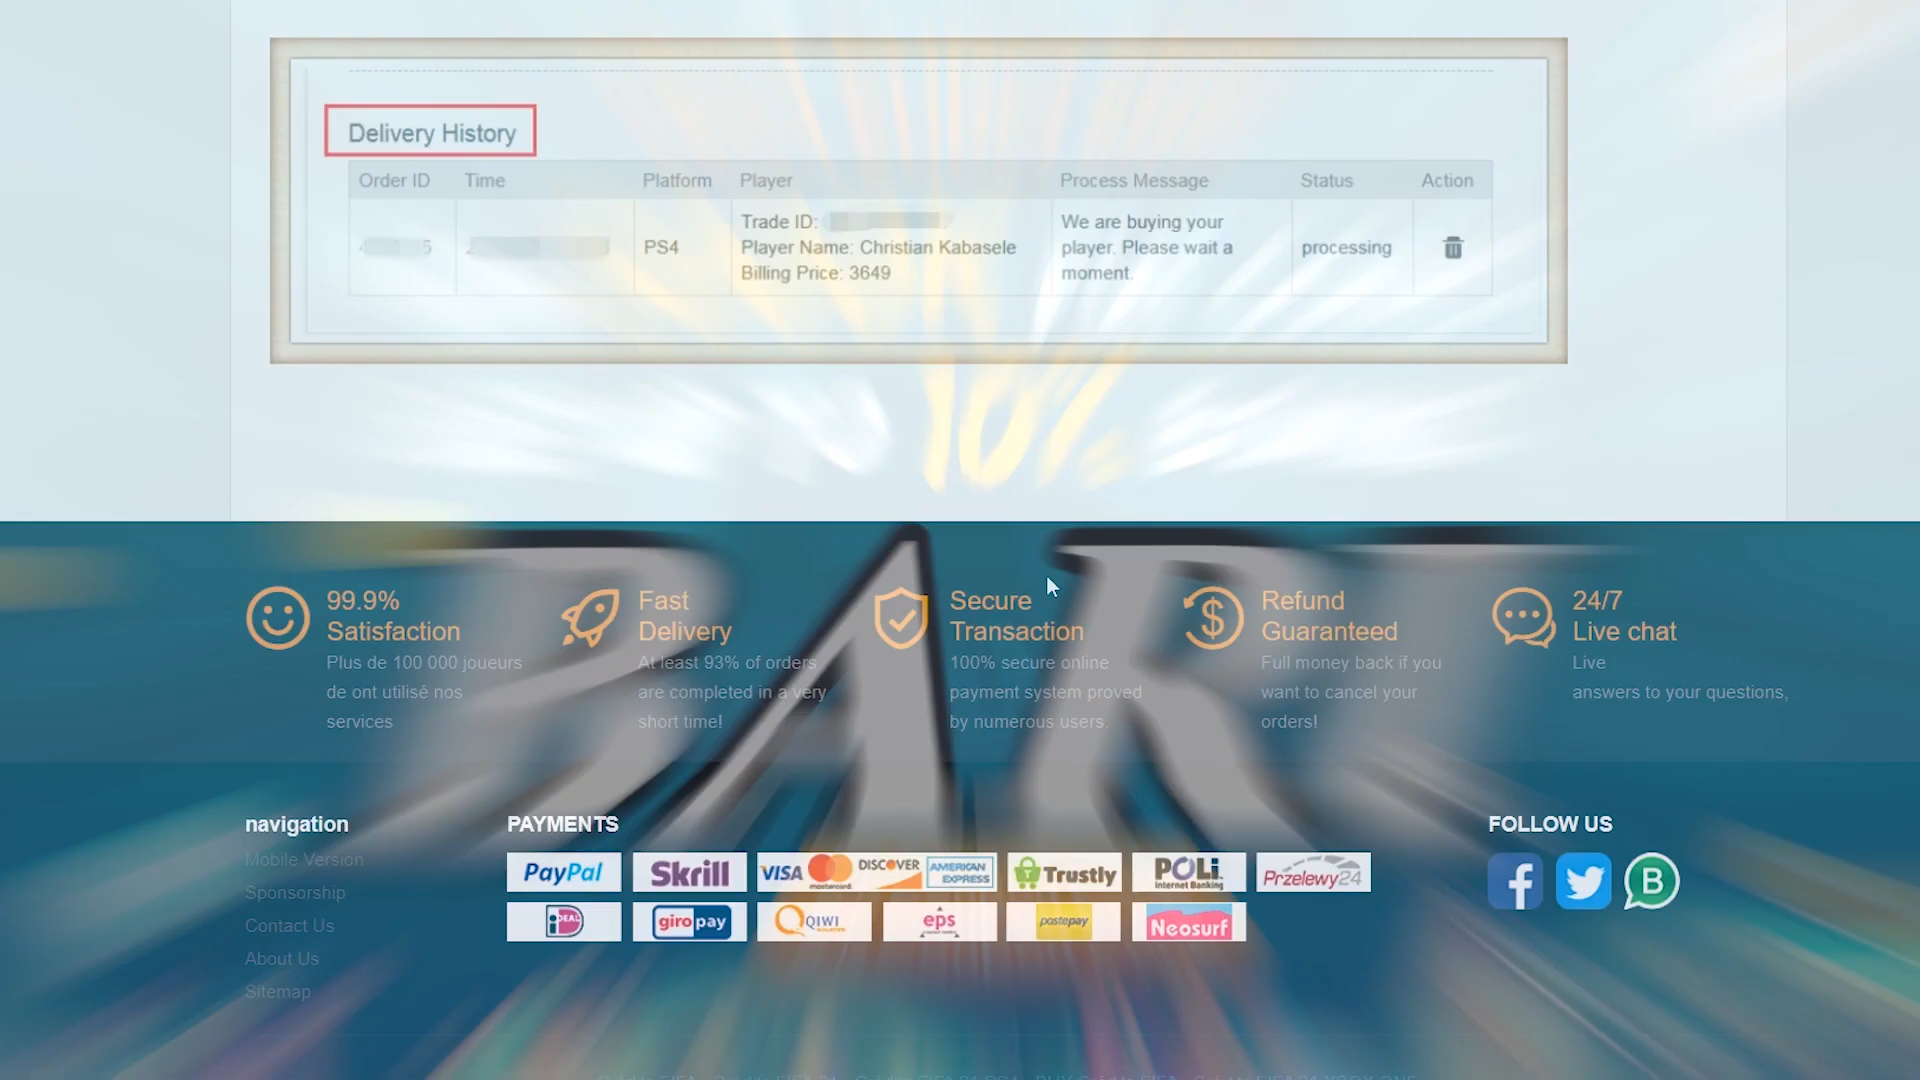 Delivery History
Order ID Time Platform Player Process Message Status Action
Trade ID:
PS4 Player Name: Christian Kabasele
Billing Price: 3649
We are buying your
player. Please wait a
moment.
processing
10%
BART
99.9%
Satisfaction
Plus de 100 000 joueurs
de ont utilisé nos
services
Fast
Delivery
At least 93% of orders
are completed in a very
short time!
Secure
Transaction
100% secure online
payment system proved
by numerous users.
Refund
Guaranteed
Full money back if you
want to cancel your
orders!
24/7
Live chat
Live
answers to your questions,
navigation
Mobile Version
Sponsorship
Contact Us
About Us
Sitemap
PAYMENTS
PayPal Skrill VISA mastercard DISCOVER AMERICAN EXPRESS Trustly POLi Internet Banking Przelewy24
iDEAL giropay QIWI eps postepay Neosurf
FOLLOW US
f B